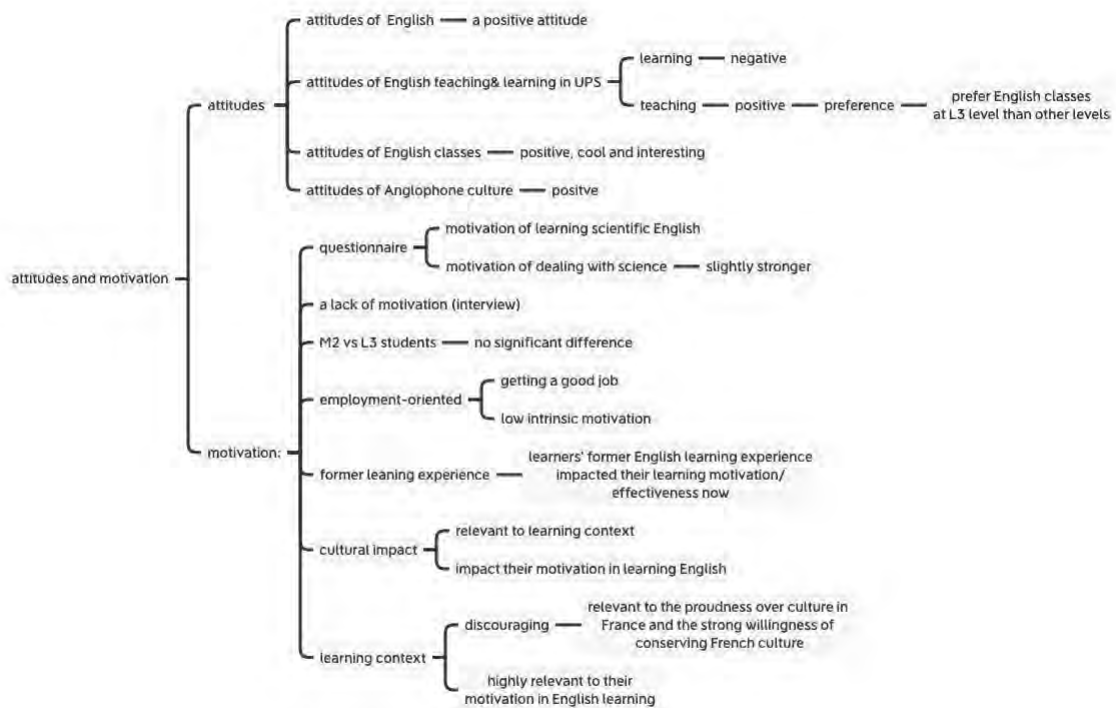 attitudes of English
a positive attitude
learning
negative
attitudes of English teaching& learning in UPS
attitudes
teaching
positive
preference
prefer English classes
at L3 level than other levels
attitudes of English classes
positive, cool and interesting
attitudes of Anglophone culture
positve
motivation of learning scientific English
questionnaire
motivation of dealing with science
slightly stronger
attitudes and motivation
a lack of motivation (interview)
M2 vs L3 students
no significant difference
getting a good job
employment-oriented
low intrinsic motivation
motivation:
former leaning experience
learners' former English learning experience
impacted their learning motivation/
effectiveness now
relevant to learning context
cultural impact
impact their motivation in learning English
discouraging
relevant to the proudness over culture in
France and the strong willingness of
conserving French culture
learning context
highly relevant to their
motivation in English learning